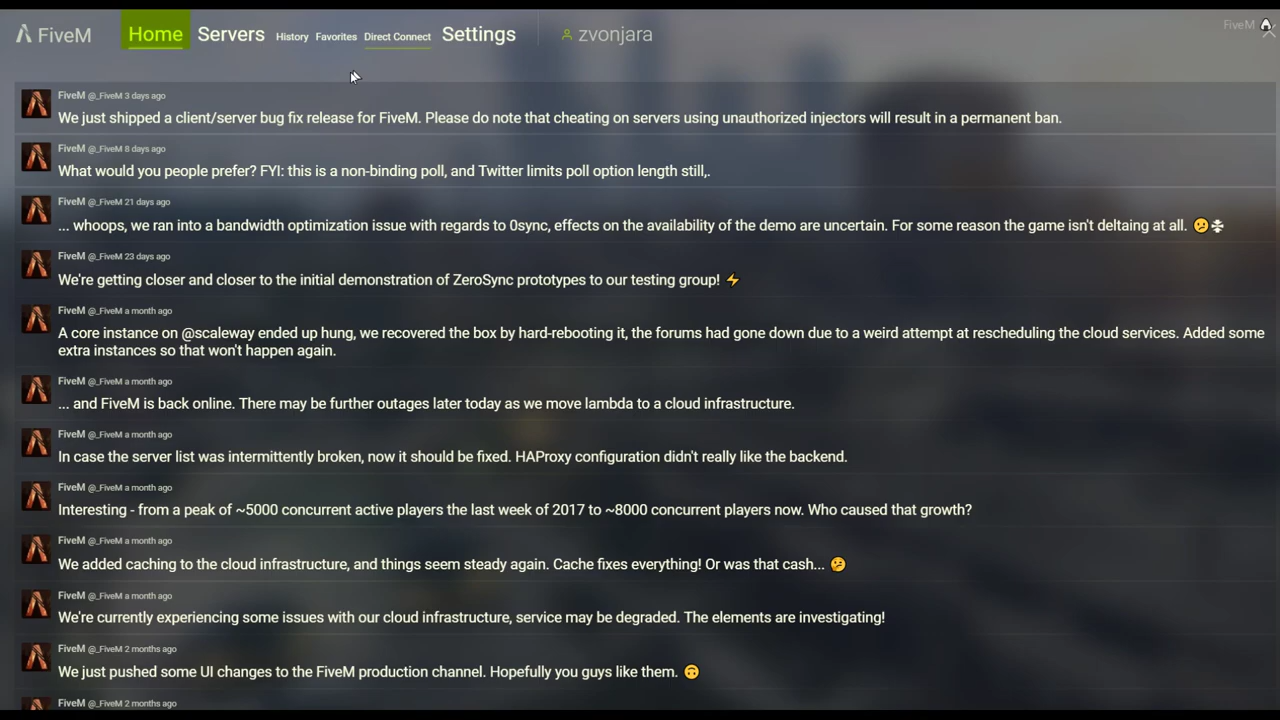 FiveM
Home Servers History Favorites Direct Connect Settings zvonjara
FiveM
FiveM @_FiveM 3 days ago
We just shipped a client/server bug fix release for FiveM. Please do note that cheating on servers using unauthorized injectors will result in a permanent ban.
FiveM @_FiveM 8 days ago
What would you people prefer? FYI: this is a non-binding poll, and Twitter limits poll option length still,.
FiveM @_FiveM 21 days ago
... whoops, we ran into a bandwidth optimization issue with regards to 0sync, effects on the availability of the demo are uncertain. For some reason the game isn't deltaing at all. 😕
FiveM @_FiveM 23 days ago
We're getting closer and closer to the initial demonstration of ZeroSync prototypes to our testing group! ⚡
FiveM @_FiveM a month ago
A core instance on @scaleway ended up hung, we recovered the box by hard-rebooting it, the forums had gone down due to a weird attempt at rescheduling the cloud services. Added some
extra instances so that won't happen again.
FiveM @_FiveM a month ago
... and FiveM is back online. There may be further outages later today as we move lambda to a cloud infrastructure.
FiveM @_FiveM a month ago
In case the server list was intermittently broken, now it should be fixed. HAProxy configuration didn't really like the backend.
FiveM @_FiveM a month ago
Interesting - from a peak of ~5000 concurrent active players the last week of 2017 to ~8000 concurrent players now. Who caused that growth?
FiveM @_FiveM a month ago
We added caching to the cloud infrastructure, and things seem steady again. Cache fixes everything! Or was that cash... 🤔
FiveM @_FiveM a month ago
We're currently experiencing some issues with our cloud infrastructure, service may be degraded. The elements are investigating!
FiveM @_FiveM 2 months ago
We just pushed some UI changes to the FiveM production channel. Hopefully you guys like them. 🙃
FiveM @_FiveM 2 months ago